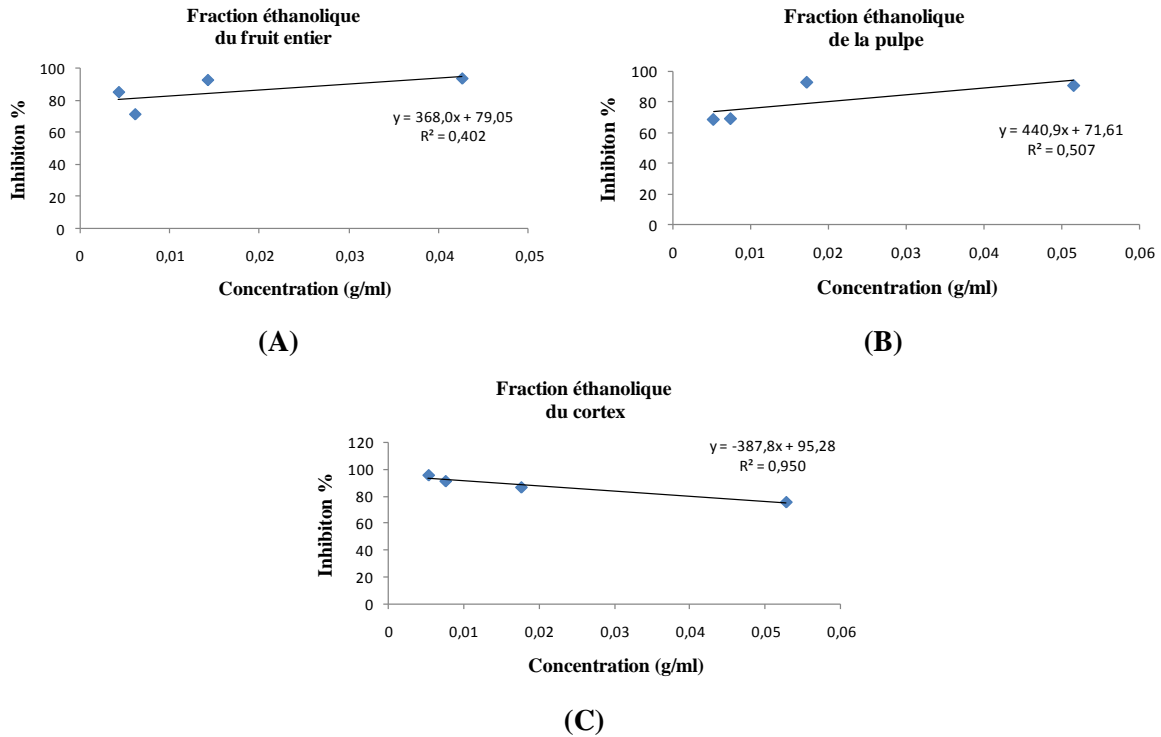 Fraction éthanolique
du fruit entier
100
80
60
40
20
0
Inhibiton %
y = 368,0x + 79,05
R² = 0,402
0 0,01 0,02 0,03 0,04 0,05
Concentration (g/ml)
(A)
Fraction éthanolique
de la pulpe
100
80
60
40
20
0
Inhibiton %
y = 440,9x + 71,61
R² = 0,507
0 0,01 0,02 0,03 0,04 0,05 0,06
Concentration (g/ml)
(B)
Fraction éthanolique
du cortex
120
100
80
60
40
20
0
Inhibiton %
y = -387,8x + 95,28
R² = 0,950
0 0,01 0,02 0,03 0,04 0,05 0,06
Concentration (g/ml)
(C)